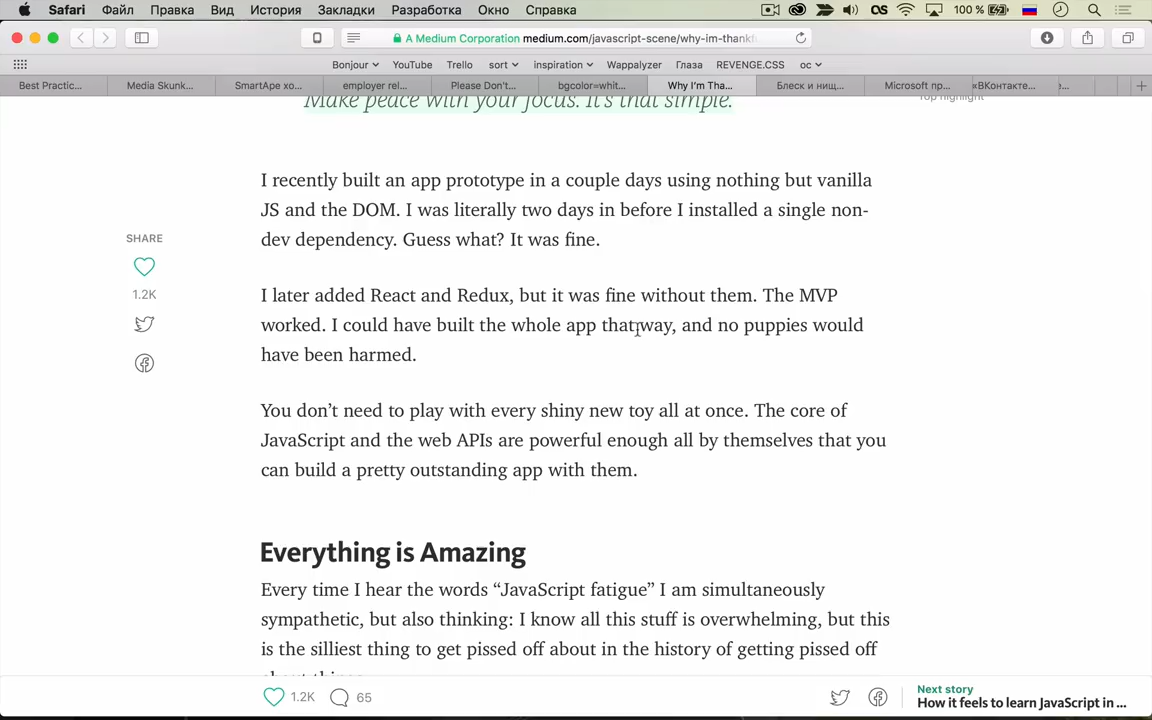 Safari Файл Правка Вид История Закладки Разработка Окно Справка 100 %
A Medium Corporation medium.com/javascript-scene/why-im-thankf
Bonjour YouTube Trello sort inspiration Wappalyzer Глаза REVENGE.CSS ос
Best Practic... Media Skunk... SmartApe хо... employer rel... Please Don't... bgcolor=whit... Why I'm Tha... Блеск и нищ... Microsoft пр... «ВКонтакте...
Make peace with your focus. It's that simple.
Top highlight
I recently built an app prototype in a couple days using nothing but vanilla
JS and the DOM. I was literally two days in before I installed a single non-
dev dependency. Guess what? It was fine.
SHARE
1.2K
I later added React and Redux, but it was fine without them. The MVP
worked. I could have built the whole app that way, and no puppies would
have been harmed.
You don’t need to play with every shiny new toy all at once. The core of
JavaScript and the web APIs are powerful enough all by themselves that you
can build a pretty outstanding app with them.
Everything is Amazing
Every time I hear the words “JavaScript fatigue” I am simultaneously
sympathetic, but also thinking: I know all this stuff is overwhelming, but this
is the silliest thing to get pissed off about in the history of getting pissed off
about things.
1.2K 65
Next story
How it feels to learn JavaScript in ...